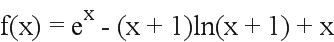 f(x) = e^x - (x + 1)ln(x + 1) + x